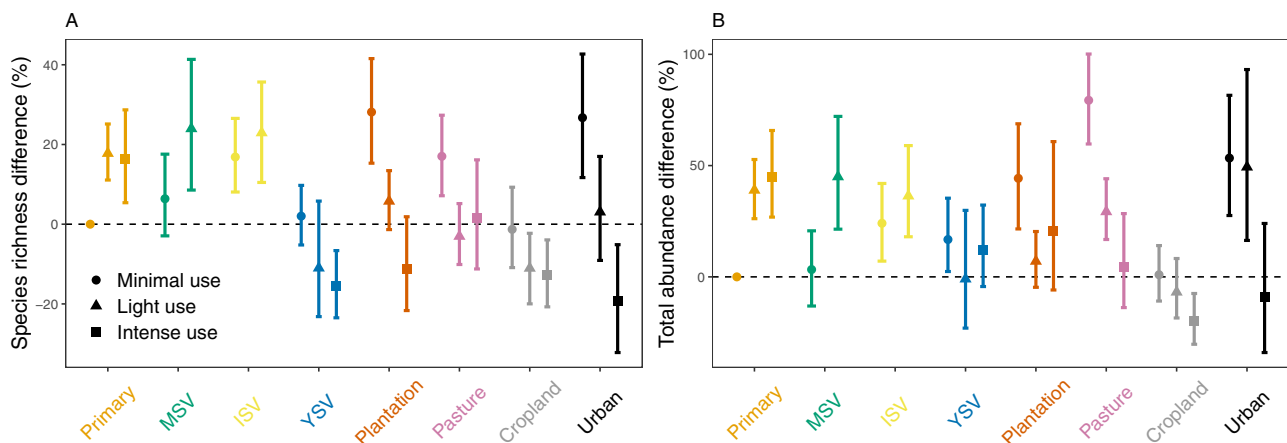 A
Species richness difference (%)
40
20
0
−20
Minimal use
Light use
Intense use
Primary
MSV
ISV
YSV
Plantation
Pasture
Cropland
Urban
B
Total abundance difference (%)
100
50
0
Primary
MSV
ISV
YSV
Plantation
Pasture
Cropland
Urban